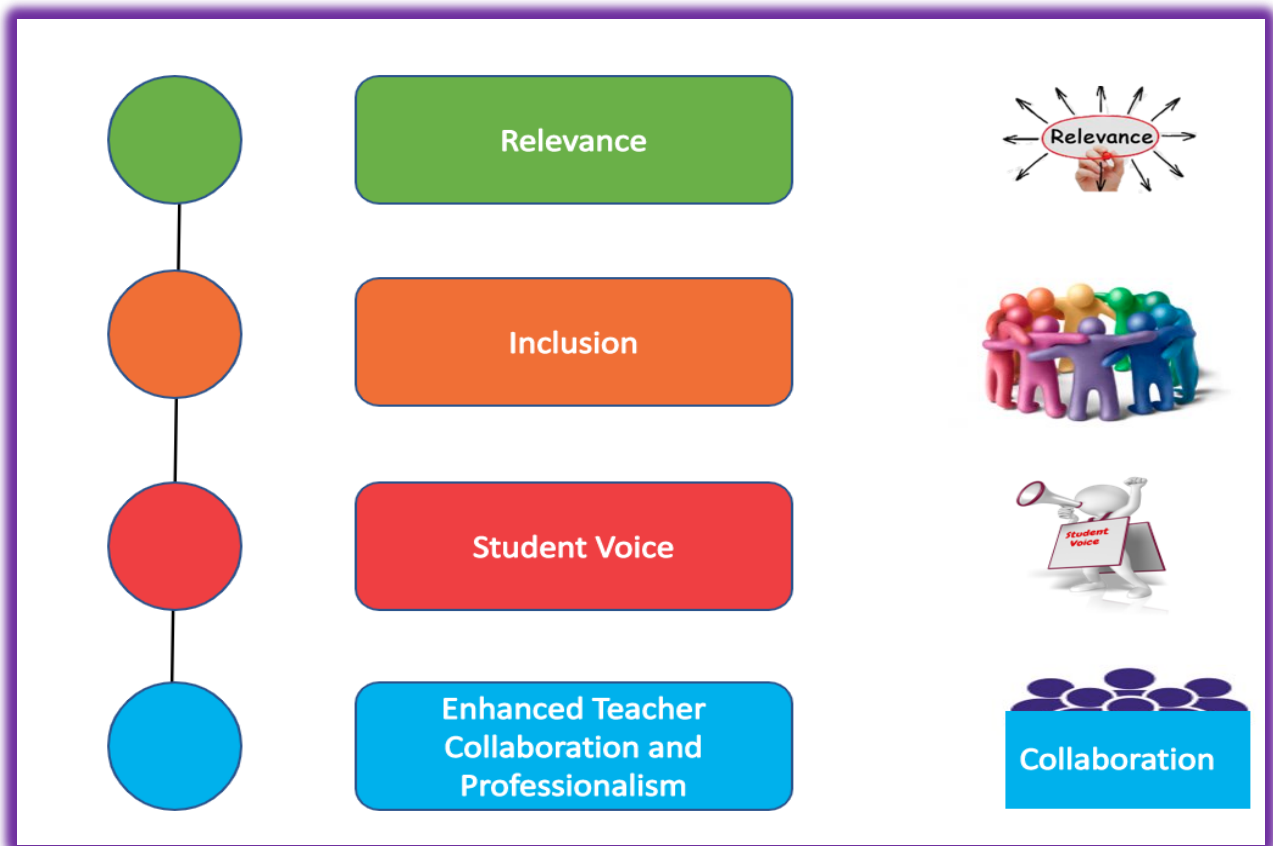 Relevance
Relevance
Inclusion
Student Voice
Student
Voice
Enhanced Teacher
Collaboration and
Professionalism
Collaboration